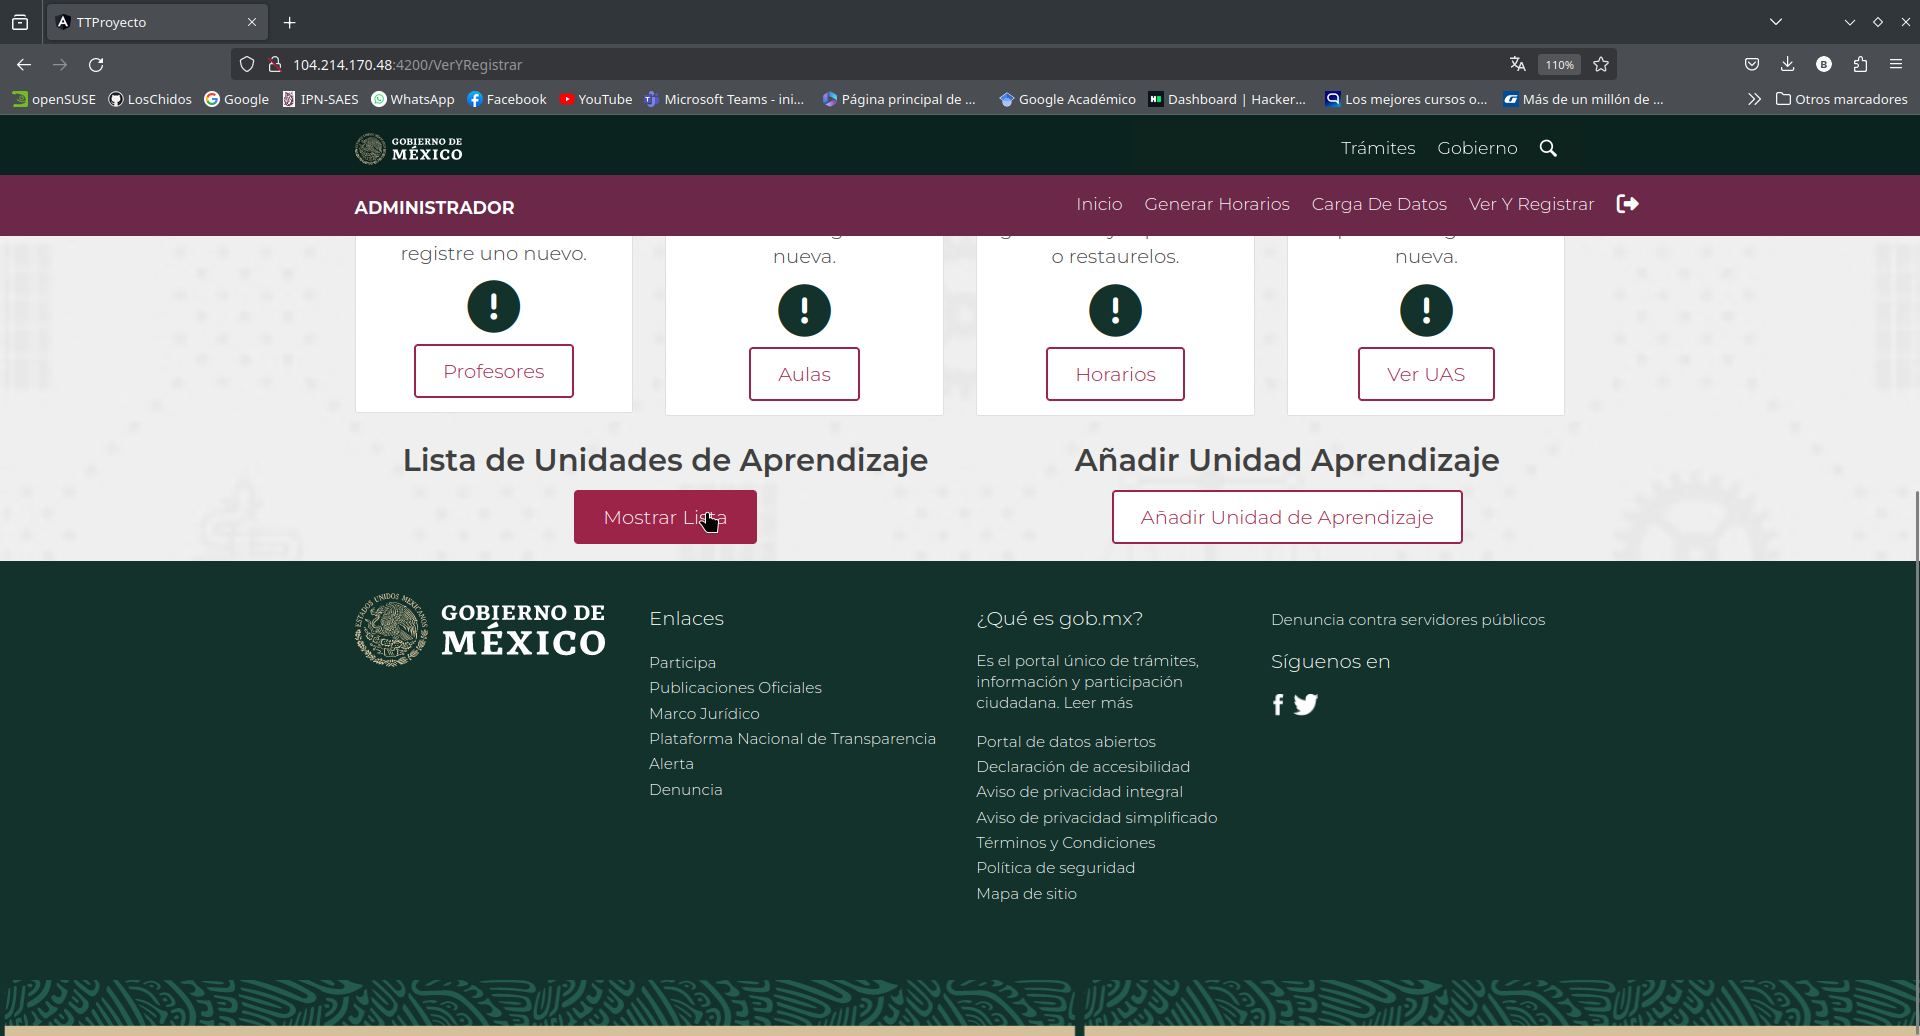 TTProyecto
104.214.170.48:4200/VerYRegistrar
110%
openSUSE
LosChidos
Google
IPN-SAES
WhatsApp
Facebook
YouTube
Microsoft Teams - ini...
Página principal de ...
Google Académico
Dashboard | Hacker...
Los mejores cursos o...
Más de un millón de ...
Otros marcadores
GOBIERNO DE
MÉXICO
Trámites
Gobierno
ADMINISTRADOR
Inicio
Generar Horarios
Carga De Datos
Ver Y Registrar
registre uno nuevo.
Profesores
nueva.
Aulas
o restaurelos.
Horarios
nueva.
Ver UAS
Lista de Unidades de Aprendizaje
Mostrar Lista
Añadir Unidad Aprendizaje
Añadir Unidad de Aprendizaje
ESTADOS UNIDOS MEXICANOS
GOBIERNO DE
MÉXICO
Enlaces
Participa
Publicaciones Oficiales
Marco Jurídico
Plataforma Nacional de Transparencia
Alerta
Denuncia
¿Qué es gob.mx?
Es el portal único de trámites,
información y participación
ciudadana. Leer más
Portal de datos abiertos
Declaración de accesibilidad
Aviso de privacidad integral
Aviso de privacidad simplificado
Términos y Condiciones
Política de seguridad
Mapa de sitio
Denuncia contra servidores públicos
Síguenos en